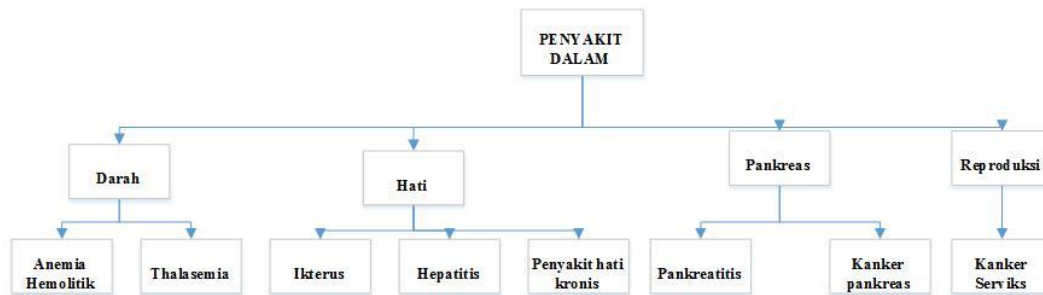 PENYAKIT
DALAM
Darah
Hati
Pankreas
Reproduksi
Anemia
Hemolitik
Thalasemia
Ikterus
Hepatitis
Penyakit hati
kronis
Pankreatitis
Kanker
pankreas
Kanker
Serviks